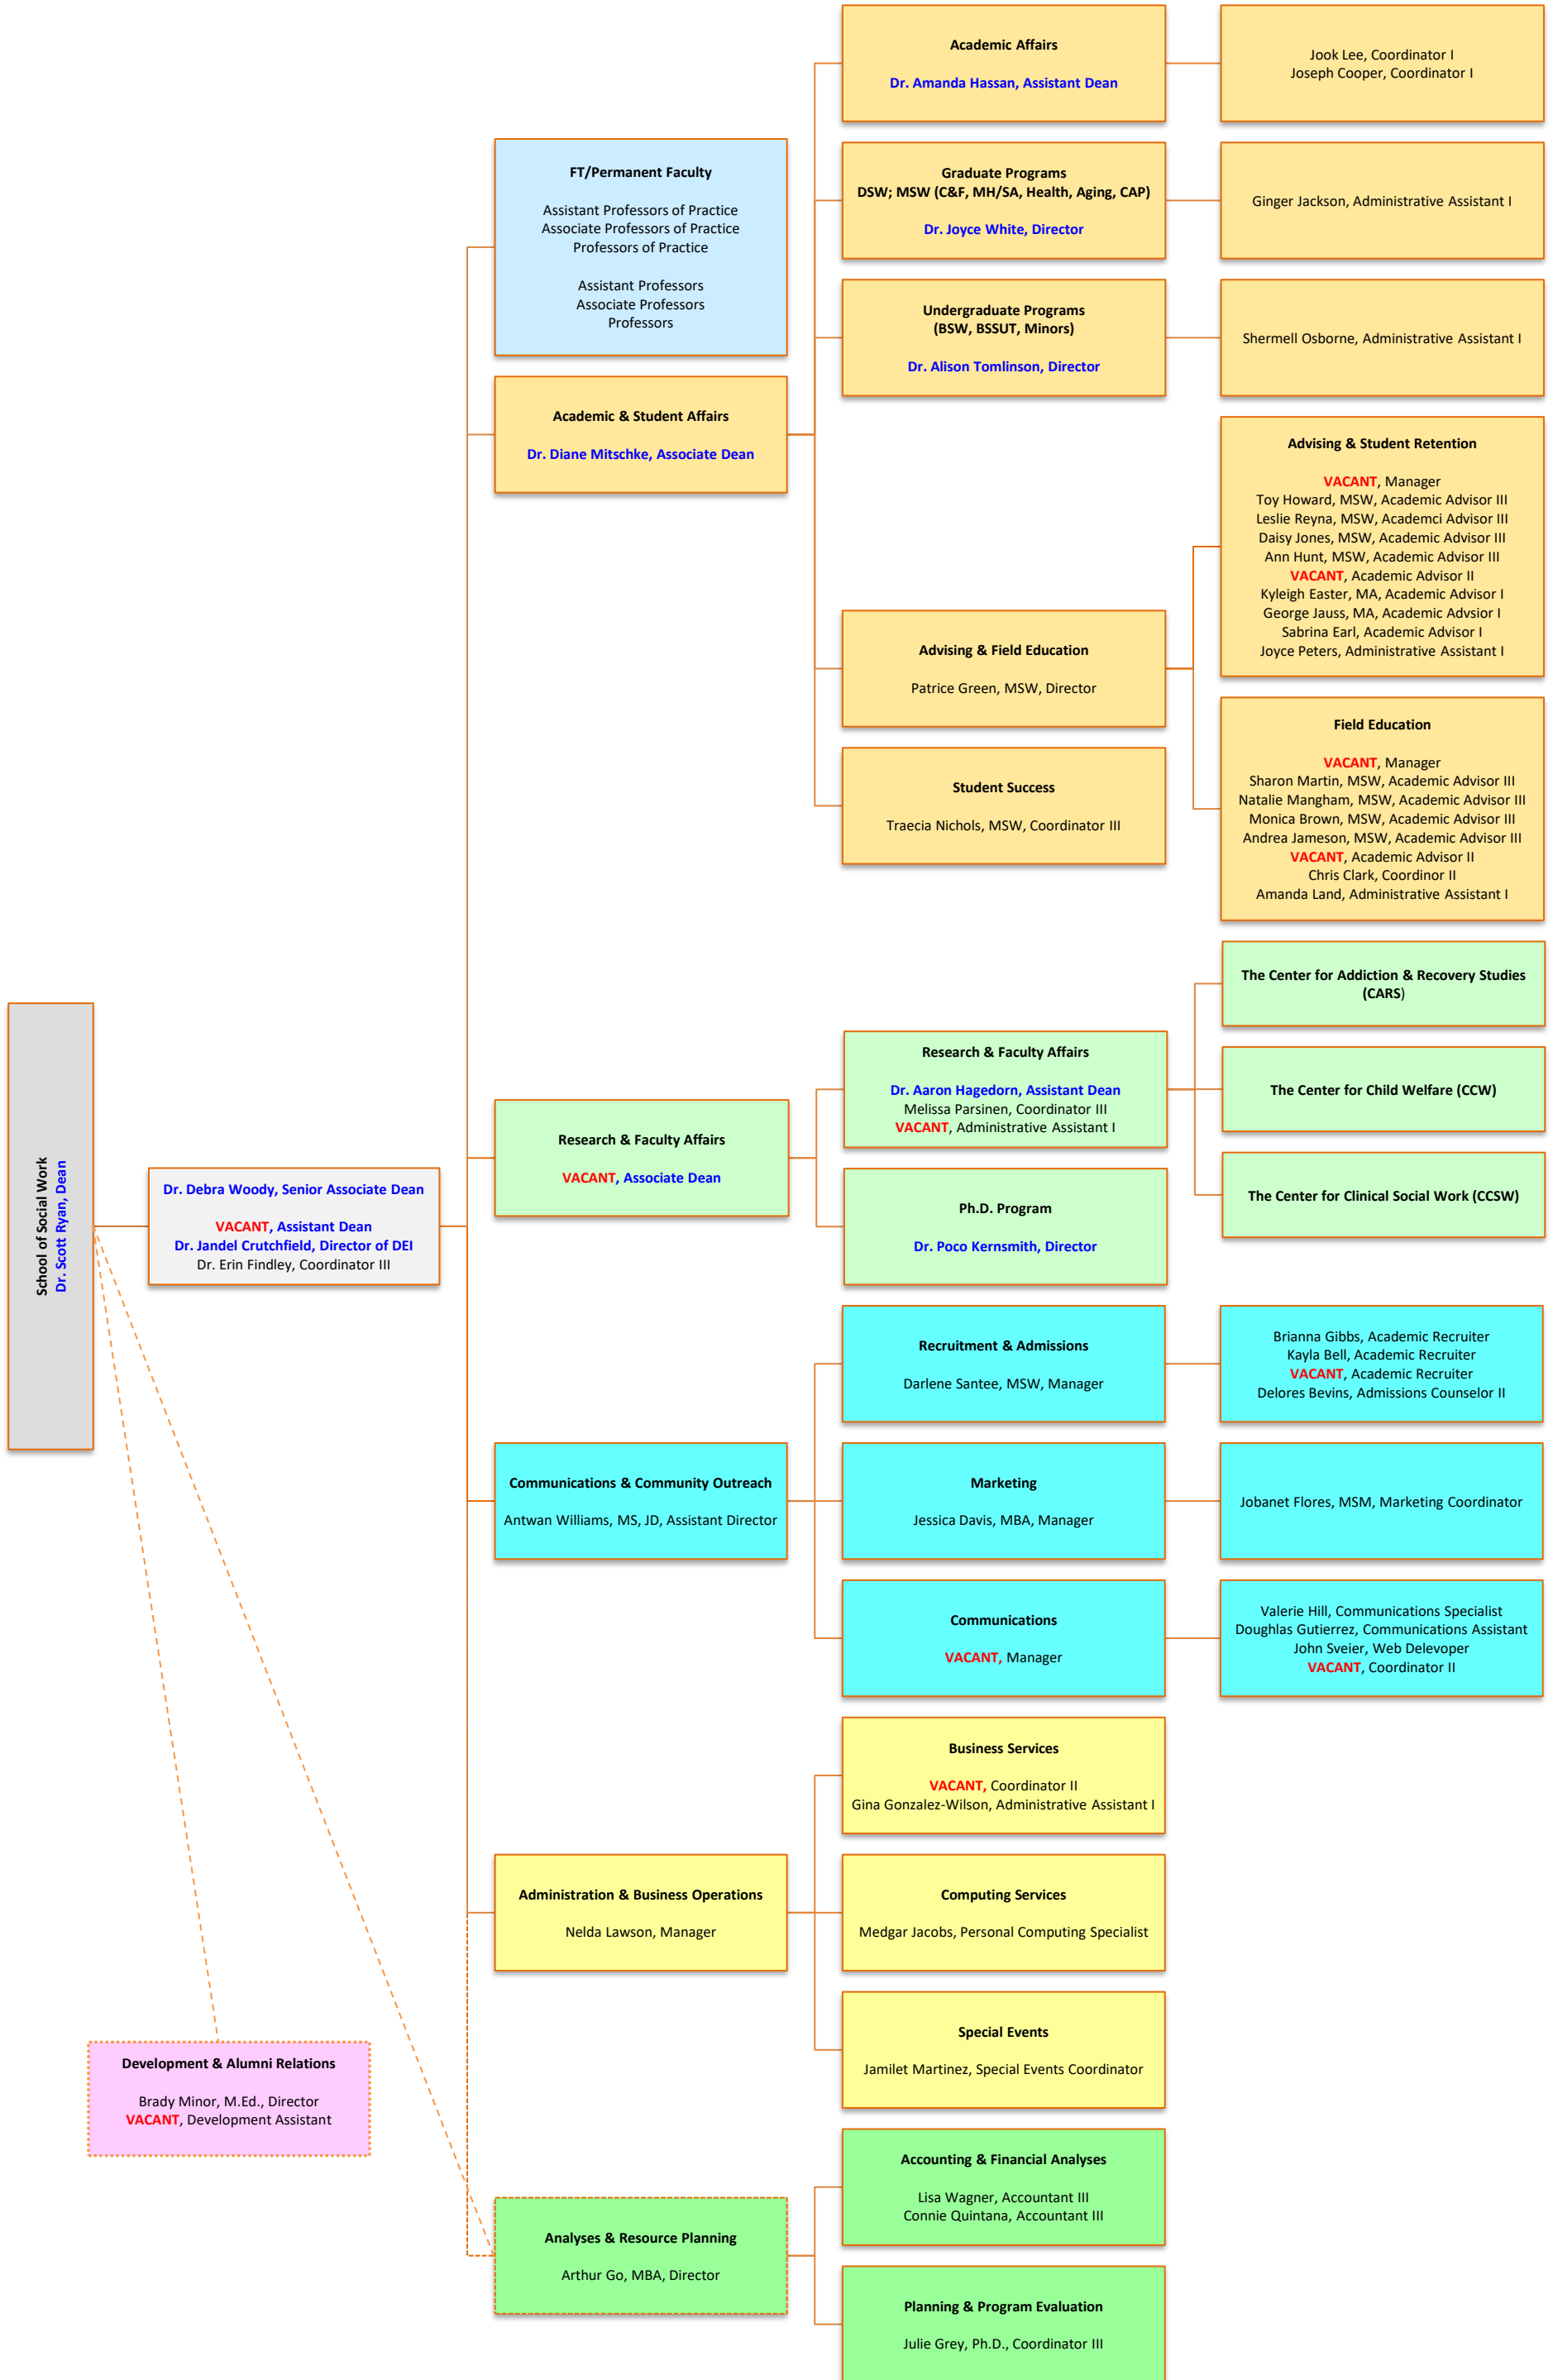 School of Social Work
Dr. Scott Ryan, Dean
Dr. Debra Woody, Senior Associate Dean
VACANT, Assistant Dean
Dr. Jandel Crutchfield, Director of DEI
Dr. Erin Findley, Coordinator III
FT/Permanent Faculty
Assistant Professors of Practice
Associate Professors of Practice
Professors of Practice
Assistant Professors
Associate Professors
Professors
Academic & Student Affairs
Dr. Diane Mitschke, Associate Dean
Academic Affairs
Dr. Amanda Hassan, Assistant Dean
Jook Lee, Coordinator I
Joseph Cooper, Coordinator I
Graduate Programs
DSW; MSW (C&F, MH/SA, Health, Aging, CAP)
Dr. Joyce White, Director
Ginger Jackson, Administrative Assistant I
Undergraduate Programs
(BSW, BSSUT, Minors)
Dr. Alison Tomlinson, Director
Shermell Osborne, Administrative Assistant I
Advising & Field Education
Patrice Green, MSW, Director
Advising & Student Retention
VACANT, Manager
Toy Howard, MSW, Academic Advisor III
Leslie Reyna, MSW, Academci Advisor III
Daisy Jones, MSW, Academic Advisor III
Ann Hunt, MSW, Academic Advisor III
VACANT, Academic Advisor II
Kyleigh Easter, MA, Academic Advisor I
George Jauss, MA, Academic Advsior I
Sabrina Earl, Academic Advisor I
Joyce Peters, Administrative Assistant I
Field Education
VACANT, Manager
Sharon Martin, MSW, Academic Advisor III
Natalie Mangham, MSW, Academic Advisor III
Monica Brown, MSW, Academic Advisor III
Andrea Jameson, MSW, Academic Advisor III
VACANT, Academic Advisor II
Chris Clark, Coordinor II
Amanda Land, Administrative Assistant I
Student Success
Traecia Nichols, MSW, Coordinator III
Research & Faculty Affairs
VACANT, Associate Dean
Research & Faculty Affairs
Dr. Aaron Hagedorn, Assistant Dean
Melissa Parsinen, Coordinator III
VACANT, Administrative Assistant I
The Center for Addiction & Recovery Studies
(CARS)
The Center for Child Welfare (CCW)
The Center for Clinical Social Work (CCSW)
Ph.D. Program
Dr. Poco Kernsmith, Director
Communications & Community Outreach
Antwan Williams, MS, JD, Assistant Director
Recruitment & Admissions
Darlene Santee, MSW, Manager
Brianna Gibbs, Academic Recruiter
Kayla Bell, Academic Recruiter
VACANT, Academic Recruiter
Delores Bevins, Admissions Counselor II
Marketing
Jessica Davis, MBA, Manager
Jobanet Flores, MSM, Marketing Coordinator
Communications
VACANT, Manager
Valerie Hill, Communications Specialist
Doughlas Gutierrez, Communications Assistant
John Sveier, Web Delevoper
VACANT, Coordinator II
Administration & Business Operations
Nelda Lawson, Manager
Business Services
VACANT, Coordinator II
Gina Gonzalez-Wilson, Administrative Assistant I
Computing Services
Medgar Jacobs, Personal Computing Specialist
Special Events
Jamilet Martinez, Special Events Coordinator
Development & Alumni Relations
Brady Minor, M.Ed., Director
VACANT, Development Assistant
Analyses & Resource Planning
Arthur Go, MBA, Director
Accounting & Financial Analyses
Lisa Wagner, Accountant III
Connie Quintana, Accountant III
Planning & Program Evaluation
Julie Grey, Ph.D., Coordinator III